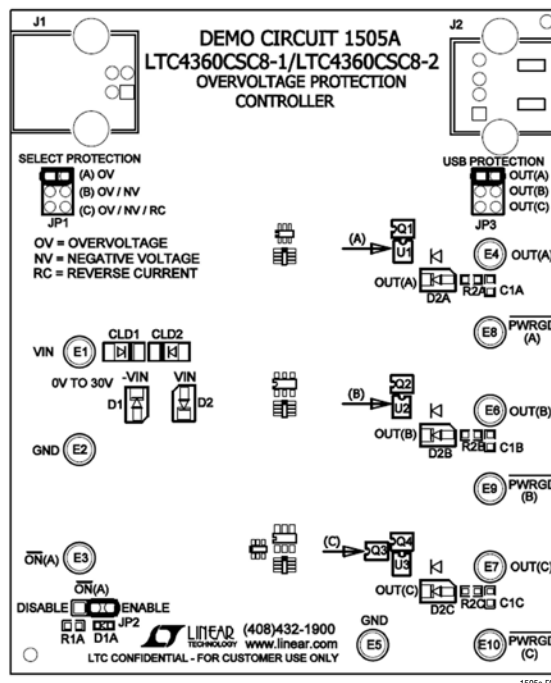 J1
J2
DEMO CIRCUIT 1505A
LTC4360CSC8-1/LTC4360CSC8-2
OVERVOLTAGE PROTECTION
CONTROLLER
SELECT PROTECTION
(A) OV
(B) OV / NV
(C) OV / NV / RC
JP1
OV = OVERVOLTAGE
NV = NEGATIVE VOLTAGE
RC = REVERSE CURRENT
USB PROTECTION
OUT(A)
OUT(B)
OUT(C)
JP3
(A)
Q1
U1
E4 OUT(A)
OUT(A)
D2A
R2A
C1A
E8 PWRGD
(A)
VIN E1
CLD1 CLD2
0V TO 30V
-VIN VIN
D1 D2
(B)
Q2
U2
E6 OUT(B)
OUT(B)
D2B
R2B
C1B
GND E2
E9 PWRGD
(B)
(C)
Q3
Q4
U3
E7 OUT(C)
OUT(C)
D2C
R2C
C1C
ON(A) E3
ON(A)
DISABLE ENABLE
JP2
R1A D1A
LINEAR
TECHNOLOGY
(408)432-1900
www.linear.com
LTC CONFIDENTIAL - FOR CUSTOMER USE ONLY
GND
E5
E10 PWRGD
(C)